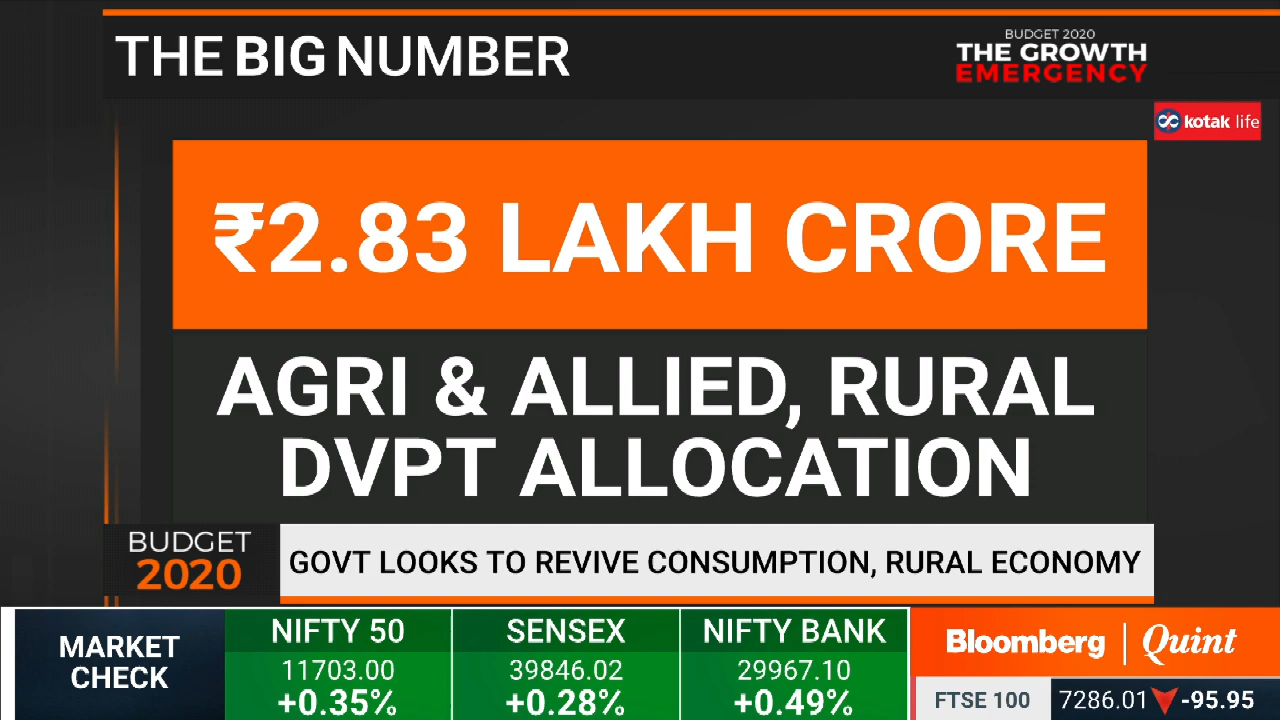 THE BIG NUMBER
BUDGET 2020
THE GROWTH
EMERGENCY
kotak life
₹2.83 LAKH CRORE
AGRI & ALLIED, RURAL
DVPT ALLOCATION
BUDGET
2020
GOVT LOOKS TO REVIVE CONSUMPTION, RURAL ECONOMY
MARKET
CHECK
NIFTY 50
11703.00
+0.35%
SENSEX
39846.02
+0.28%
NIFTY BANK
29967.10
+0.49%
Bloomberg | Quint
FTSE 100 7286.01 -95.95